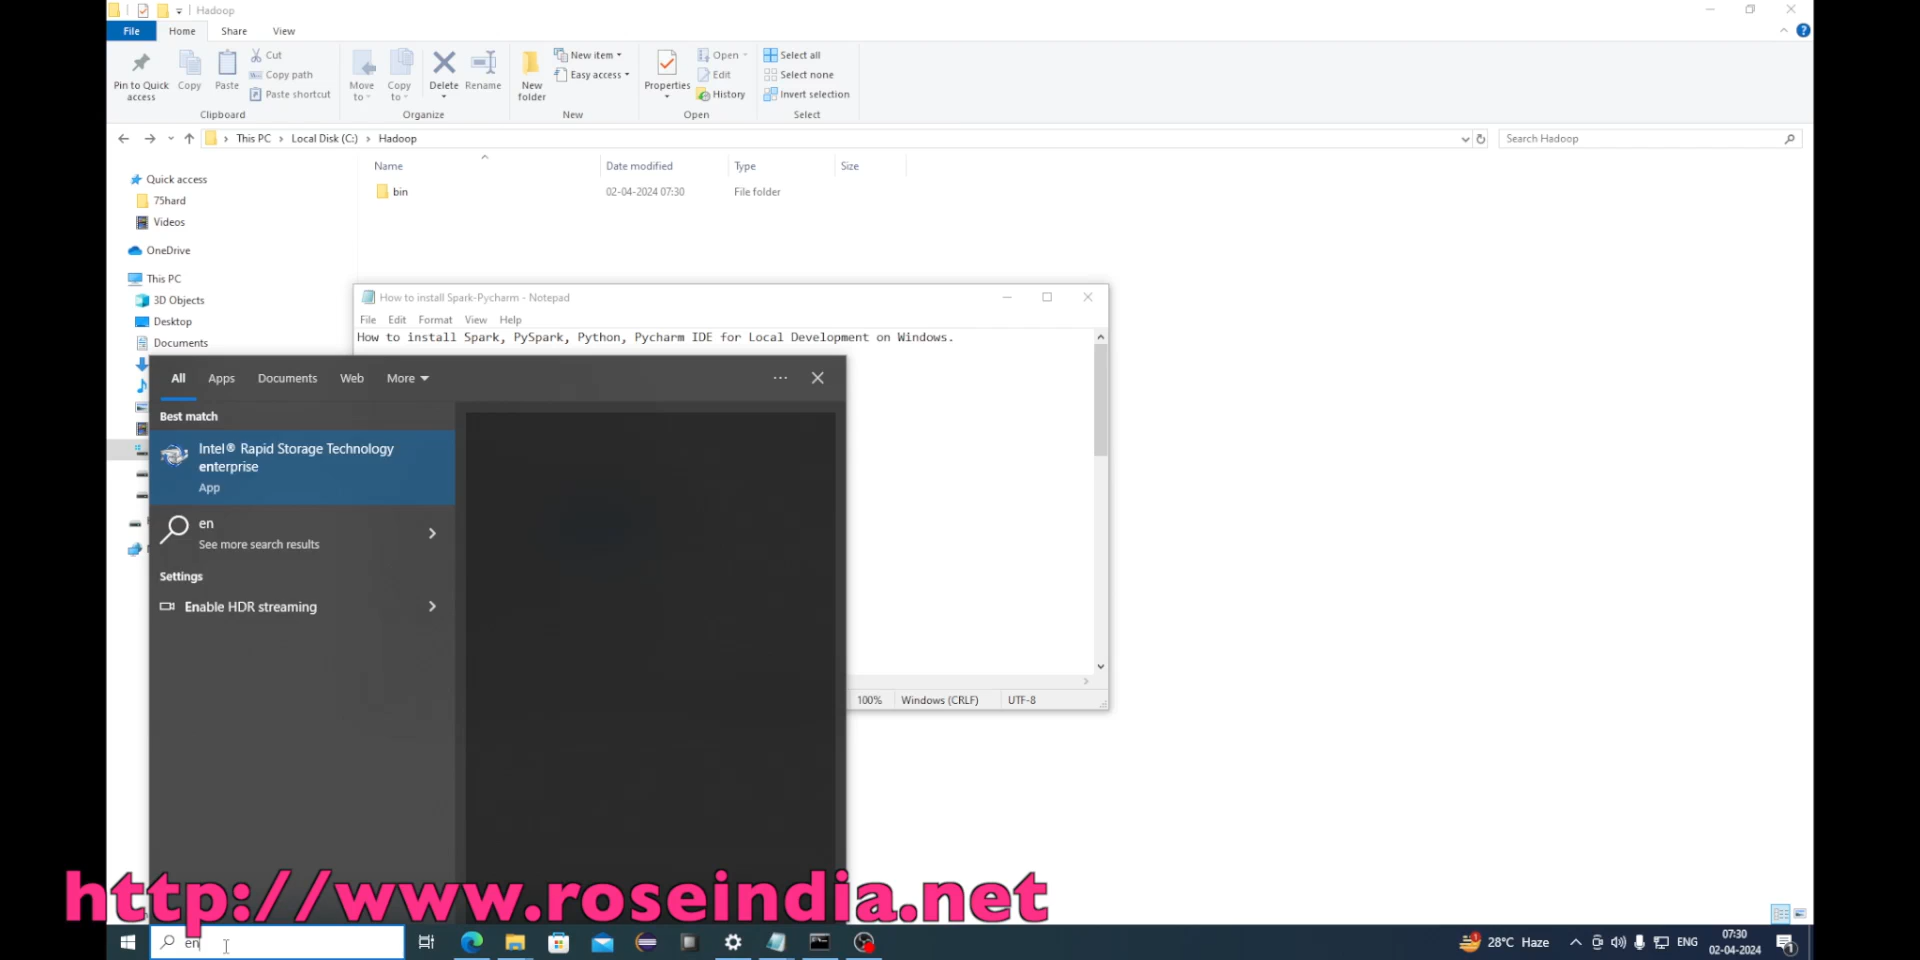 Hadoop
File Home Share View
Pin to Quick access
Copy
Paste
Cut
Copy path
Paste shortcut
Clipboard
Move to
Copy to
Delete
Rename
Organize
New folder
New item
Easy access
New
Properties
Open
Edit
History
Open
Select all
Select none
Invert selection
Select
This PC Local Disk (C:) Hadoop
Search Hadoop
Name Date modified Type Size
bin 02-04-2024 07:30 File folder
Quick access
75hard
Videos
OneDrive
This PC
3D Objects
Desktop
Documents
How to install Spark-Pycharm - Notepad
File Edit Format View Help
How to install Spark, PySpark, Python, Pycharm IDE for Local Development on Windows.
100% Windows (CRLF) UTF-8
All Apps Documents Web More
Best match
Intel® Rapid Storage Technology
enterprise
App
en
See more search results
Settings
Enable HDR streaming
http://www.roseindia.net
en
28°C Haze
ENG
07:30
02-04-2024
1